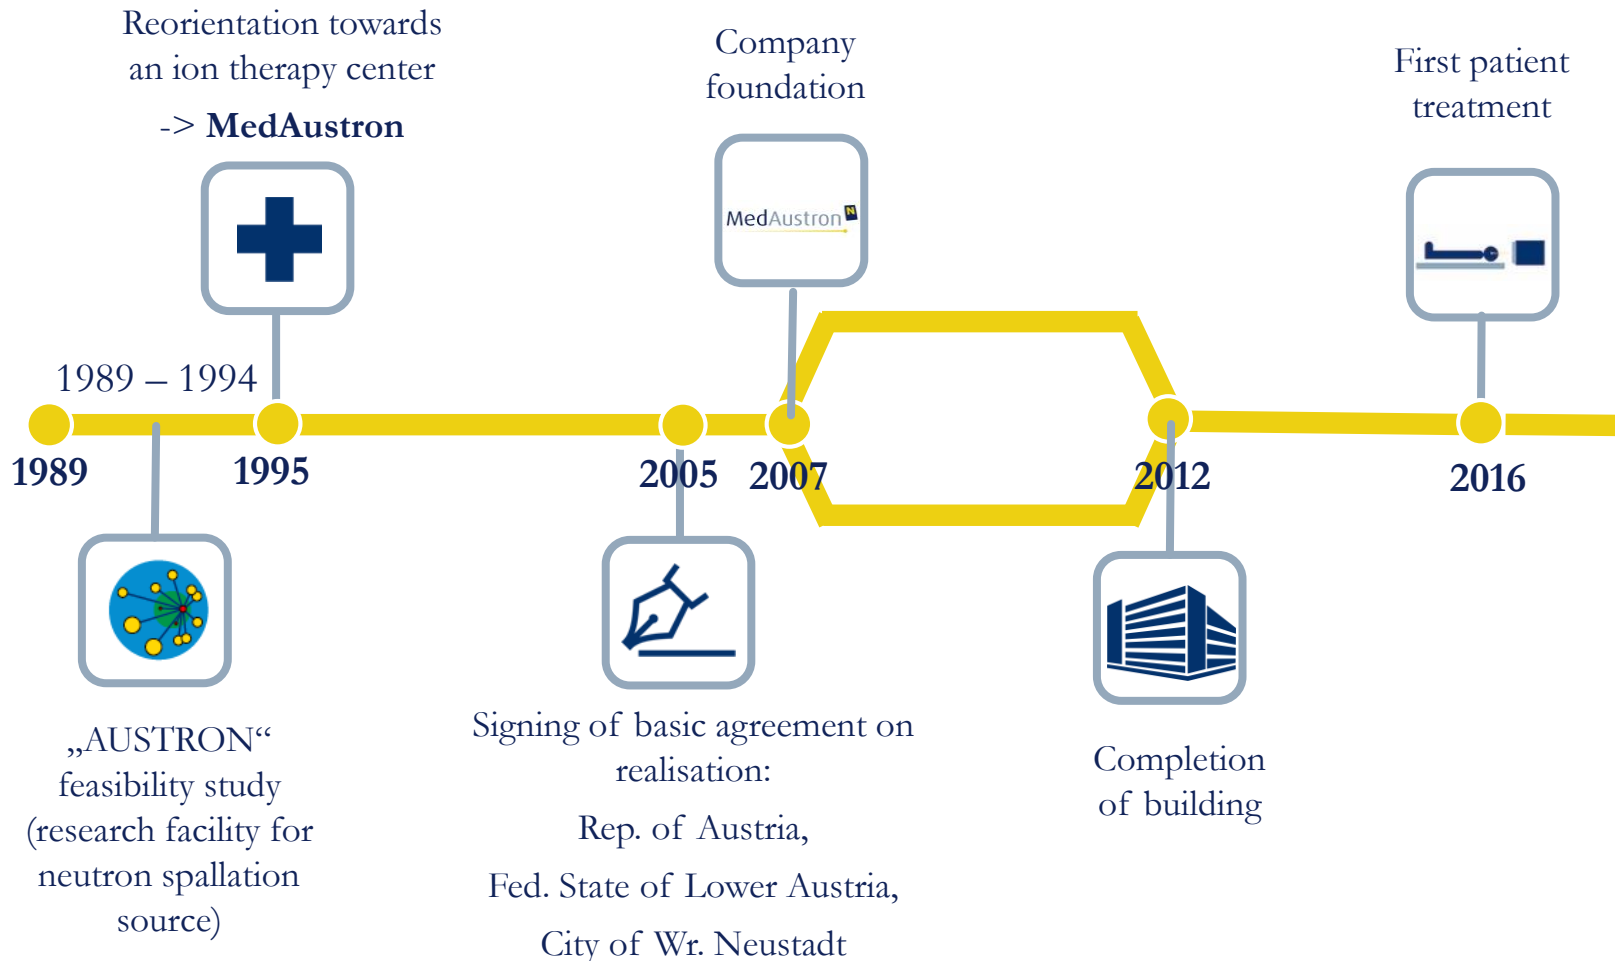 Reorientation towards
an ion therapy center
-> MedAustron
Company
foundation
First patient
treatment
MedAustron N
1989 – 1994
1989
1995
2005
2007
2012
2016
„AUSTRON“
feasibility study
(research facility for
neutron spallation
source)
Signing of basic agreement on
realisation:
Rep. of Austria,
Fed. State of Lower Austria,
City of Wr. Neustadt
Completion
of building